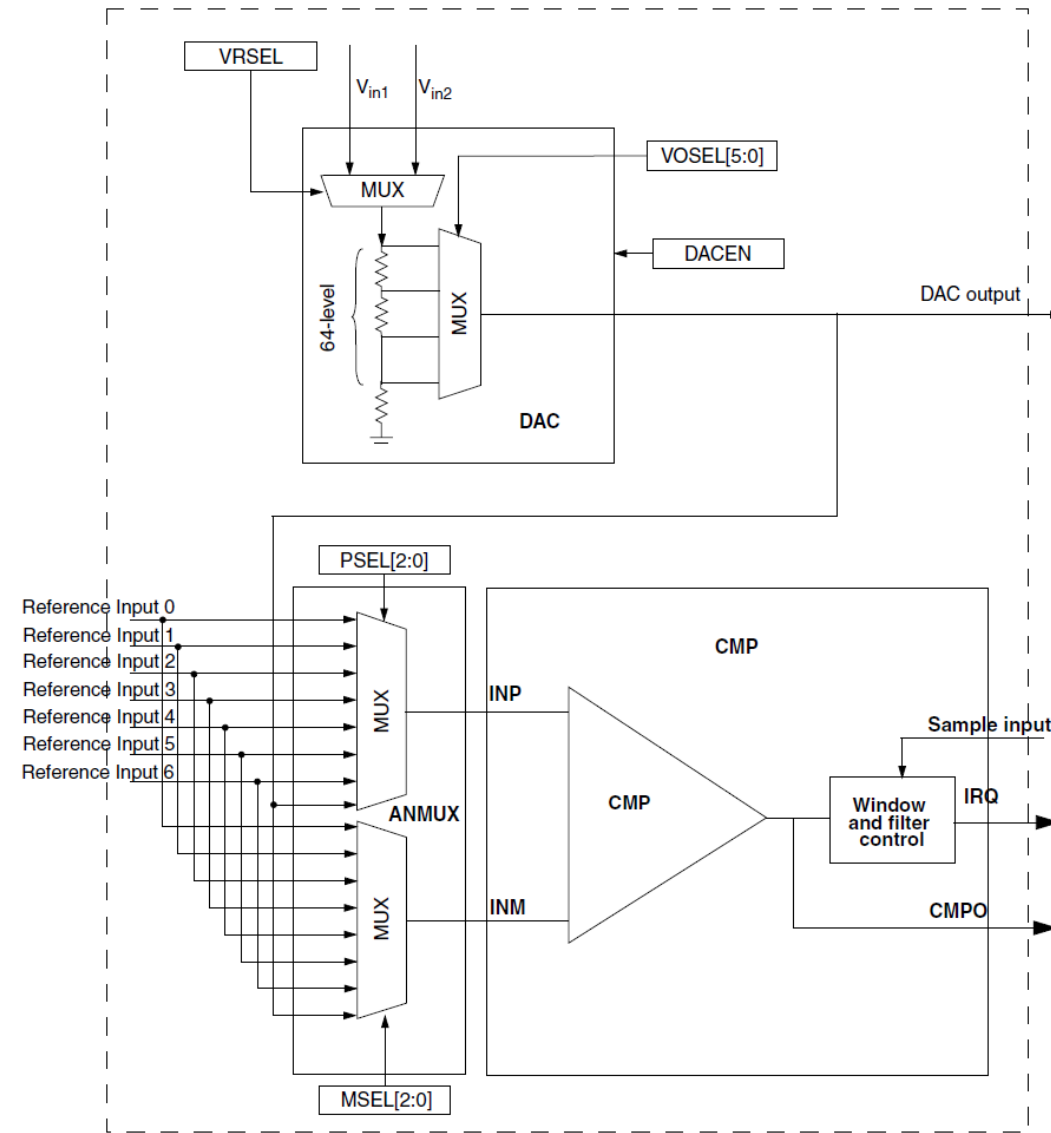 VRSEL
Vin1
Vin2
MUX
VOSEL[5:0]
DACEN
64-level
MUX
DAC output
DAC
PSEL[2:0]
Reference Input 0
Reference Input 1
Reference Input 2
Reference Input 3
Reference Input 4
Reference Input 5
Reference Input 6
MUX
ANMUX
MUX
MSEL[2:0]
INP
INM
CMP
CMP
Sample input
Window
and filter
control
IRQ
CMPO